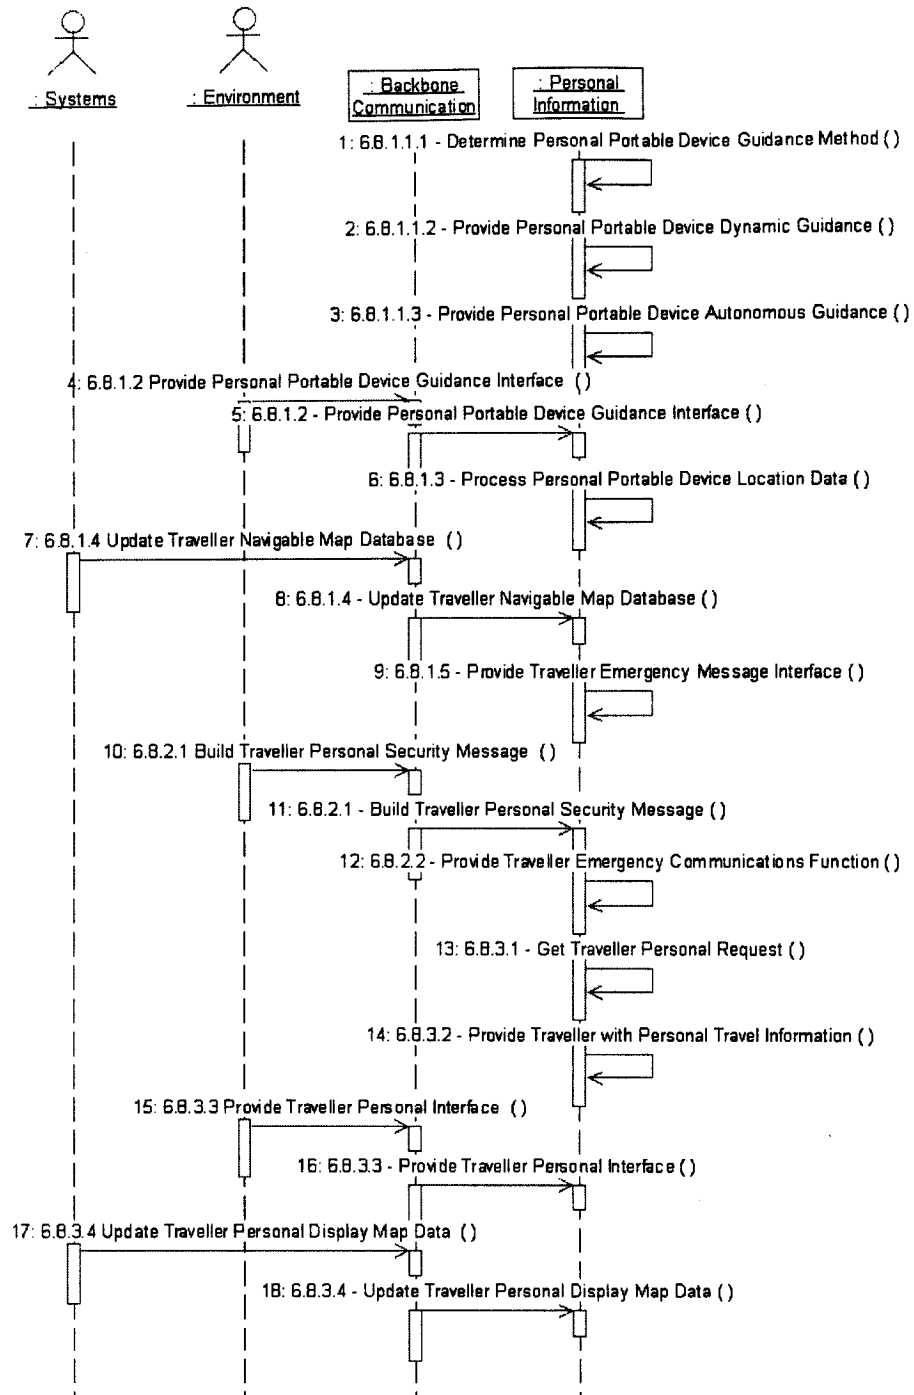 : Systems
: Environment
: Backbone
Communication
: Personal
Information
1: 6.8.1.1.1 - Determine Personal Portable Device Guidance Method ( )
2: 6.8.1.1.2 - Provide Personal Portable Device Dynamic Guidance ( )
3: 6.8.1.1.3 - Provide Personal Portable Device Autonomous Guidance ( )
4: 6.8.1.2 Provide Personal Portable Device Guidance Interface ( )
5: 6.8.1.2 - Provide Personal Portable Device Guidance Interface ( )
6: 6.8.1.3 - Process Personal Portable Device Location Data ( )
7: 6.8.1.4 Update Traveller Navigable Map Database ( )
8: 6.8.1.4 - Update Traveller Navigable Map Database ( )
9: 6.8.1.5 - Provide Traveller Emergency Message Interface ( )
10: 6.8.2.1 Build Traveller Personal Security Message ( )
11: 6.8.2.1 - Build Traveller Personal Security Message ( )
12: 6.8.2.2 - Provide Traveller Emergency Communications Function ( )
13: 6.8.3.1 - Get Traveller Personal Request ( )
14: 6.8.3.2 - Provide Traveller with Personal Travel Information ( )
15: 6.8.3.3 Provide Traveller Personal Interface ( )
16: 6.8.3.3 - Provide Traveller Personal Interface ( )
17: 6.8.3.4 Update Traveller Personal Display Map Data ( )
18: 6.8.3.4 - Update Traveller Personal Display Map Data ( )